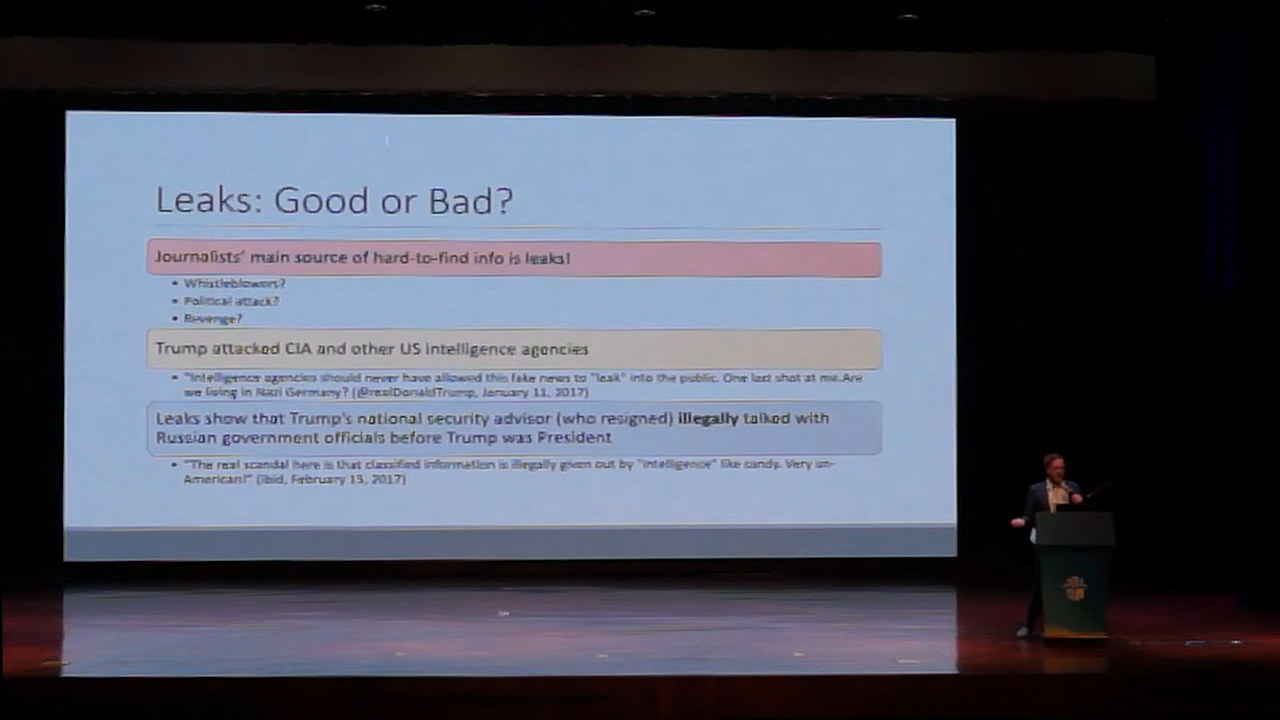 Leaks: Good or Bad?
Journalists' main source of hard-to-find info is leaks!
• Whistleblowers?
• Political attack?
• Revenge?
Trump attacked CIA and other US intelligence agencies
• "Intelligence agencies should never have allowed this fake news to "leak" into the public. One last shot at me.Are
we living in Nazi Germany? (@realDonaldTrump, January 11, 2017)
Leaks show that Trump's national security advisor (who resigned) illegally talked with
Russian government officials before Trump was President
• "The real scandal here is that classified information is illegally given out by "intelligence" like candy. Very un-
American!" (ibid, February 15, 2017)